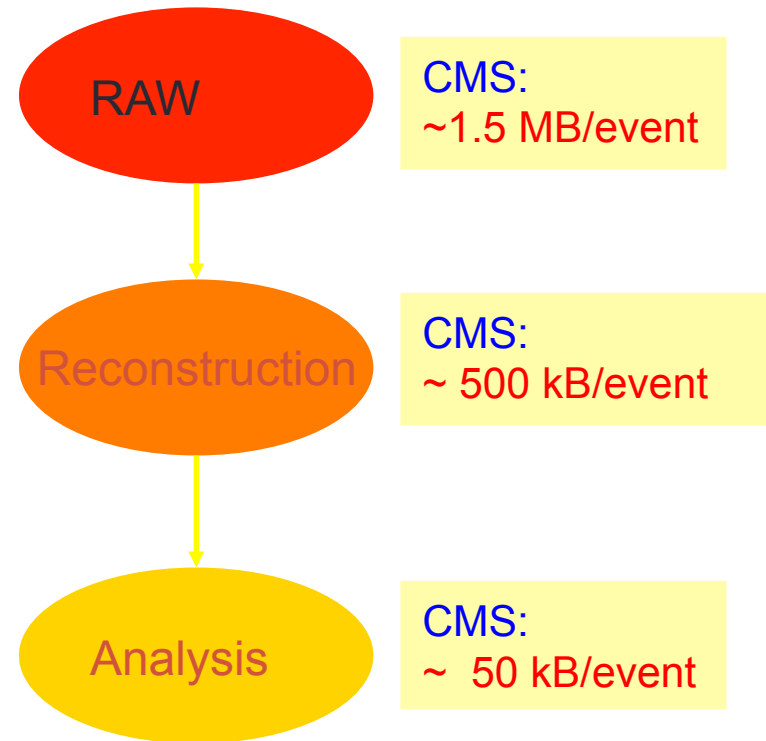 RAW
CMS:
~1.5 MB/event
Reconstruction
CMS:
~ 500 kB/event
Analysis
CMS:
~ 50 kB/event